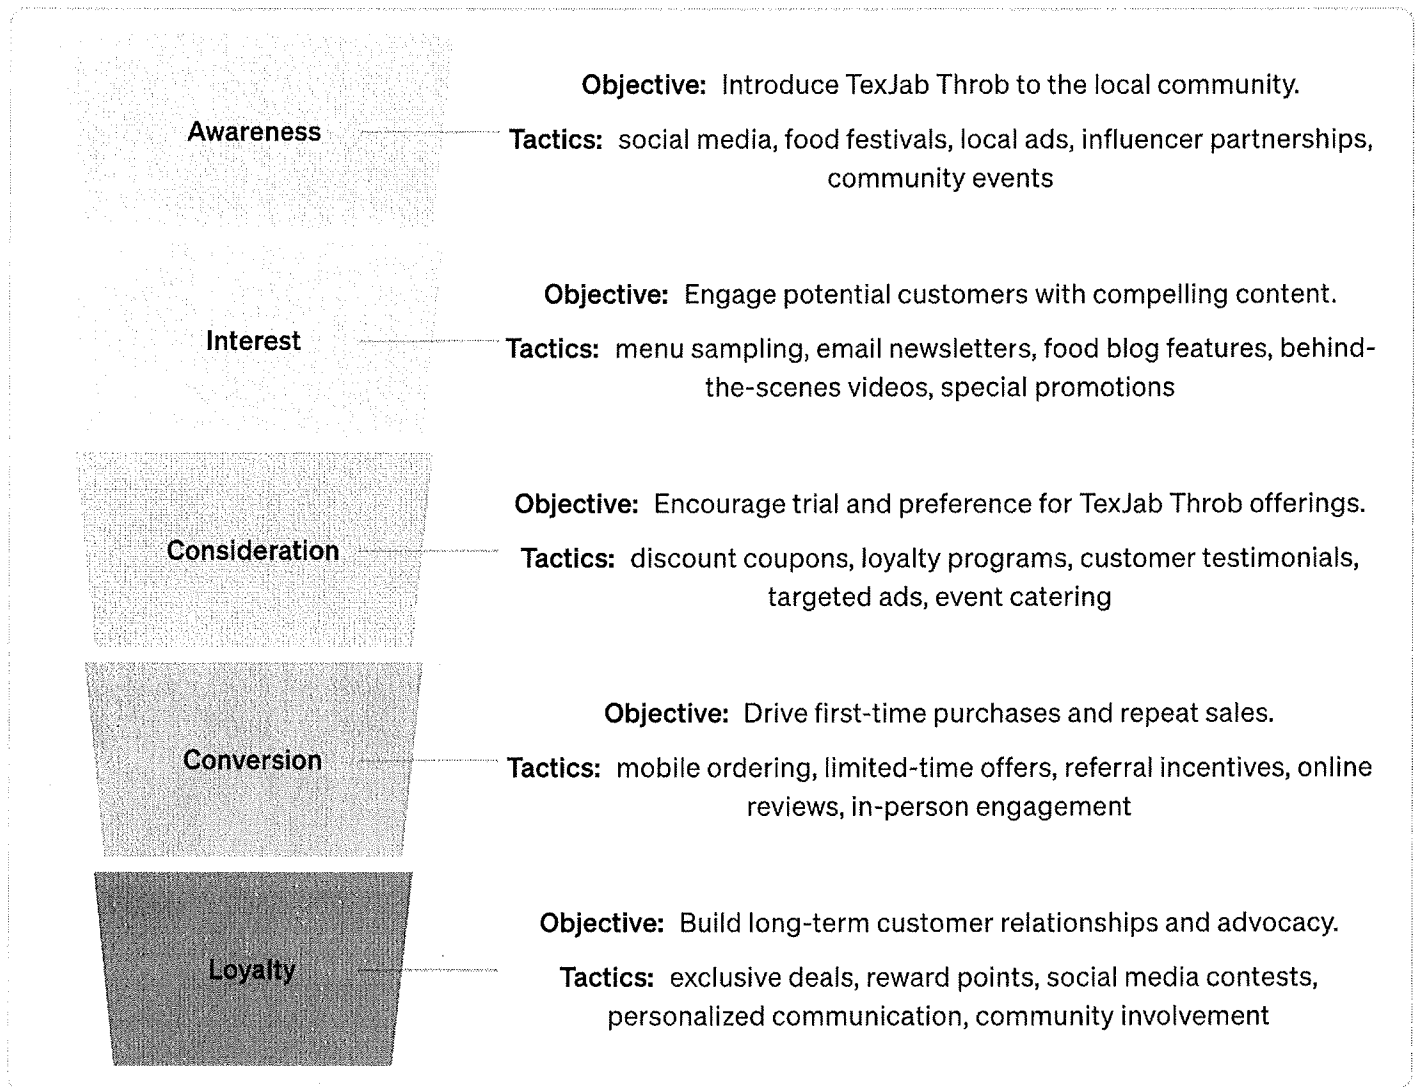 Awareness
Objective: Introduce TexJab Throb to the local community.
Tactics: social media, food festivals, local ads, influencer partnerships,
community events
Interest
Objective: Engage potential customers with compelling content.
Tactics: menu sampling, email newsletters, food blog features, behind-
the-scenes videos, special promotions
Consideration
Objective: Encourage trial and preference for TexJab Throb offerings.
Tactics: discount coupons, loyalty programs, customer testimonials,
targeted ads, event catering
Conversion
Objective: Drive first-time purchases and repeat sales.
Tactics: mobile ordering, limited-time offers, referral incentives, online
reviews, in-person engagement
Loyalty
Objective: Build long-term customer relationships and advocacy.
Tactics: exclusive deals, reward points, social media contests,
personalized communication, community involvement